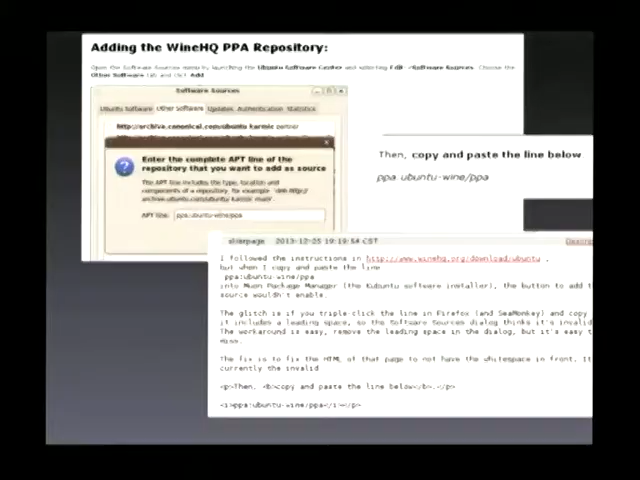 Adding the WineHQ PPA Repository:
Open the Software Sources menu by launching the Ubuntu Software Center and selecting Edit->Software Sources. Choose the
Other Software tab and click Add
Software Sources
Ubuntu Software Other Software Updates Authentication Statistics
http://archive.canonical.com/ubuntu karmic partner
Enter the complete APT line of the
repository that you want to add as source
The APT line includes the type, location and
components of a repository, for example 'deb http://
archive.ubuntu.com/ubuntu karmic main'.
APT line: ppa:ubuntu-wine/ppa
Then, copy and paste the line below
ppa:ubuntu-wine/ppa
2013-12-25 19:19:54 CST
I followed the instructions in http://www.winehq.org/download/ubuntu ,
but when I copy and paste the line
ppa:ubuntu-wine/ppa
into Muon Package Manager (the Kubuntu software installer), the button to add t
source wouldn't enable.
The glitch is if you triple-click the line in Firefox (and SeaMonkey) and copy
it includes a leading space, so the Software Sources dialog thinks it's invalid
The workaround is easy, remove the leading space in the dialog, but it's easy t
The fix is to fix the HTML of that page to not have the whitespace in front. It
currently the invalid
<p>Then, <b>copy and paste the line below</b>.</p>
<i>ppa:ubuntu-wine/ppa</i></p>